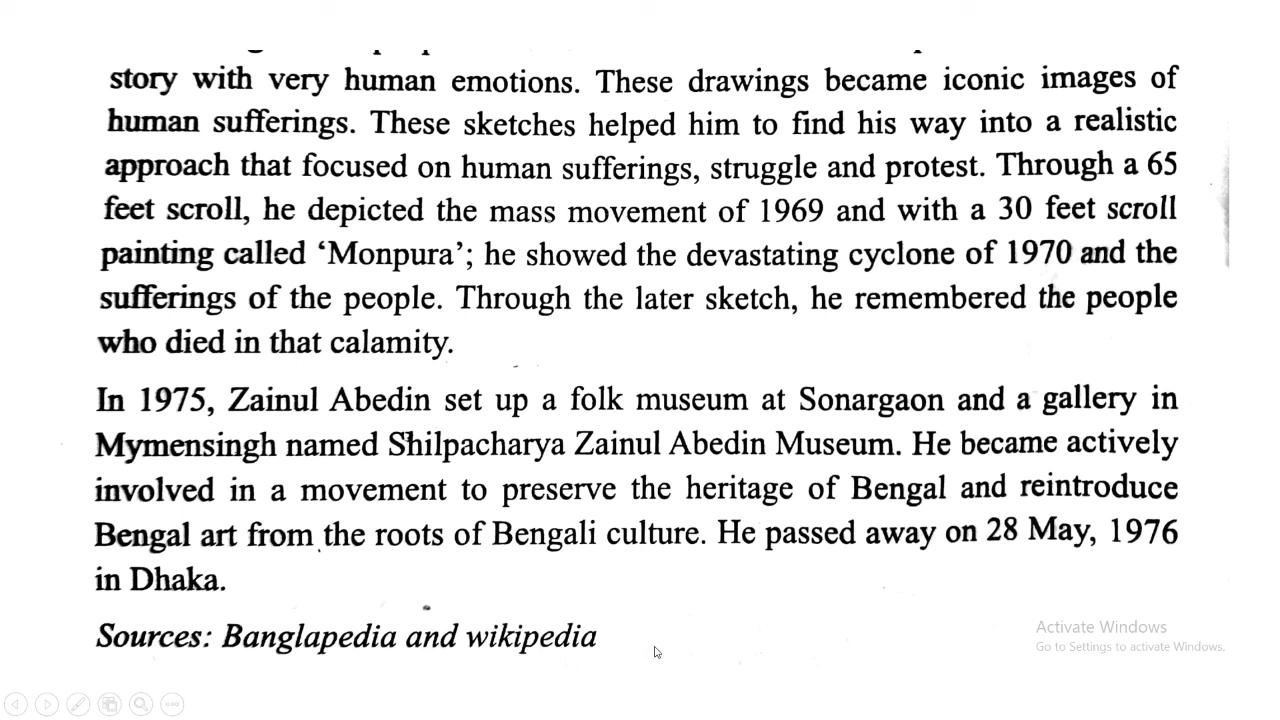 story with very human emotions. These drawings became iconic images of
human sufferings. These sketches helped him to find his way into a realistic
approach that focused on human sufferings, struggle and protest. Through a 65
feet scroll, he depicted the mass movement of 1969 and with a 30 feet scroll
painting called ‘Monpura’; he showed the devastating cyclone of 1970 and the
sufferings of the people. Through the later sketch, he remembered the people
who died in that calamity.
In 1975, Zainul Abedin set up a folk museum at Sonargaon and a gallery in
Mymensingh named Shilpacharya Zainul Abedin Museum. He became actively
involved in a movement to preserve the heritage of Bengal and reintroduce
Bengal art from the roots of Bengali culture. He passed away on 28 May, 1976
in Dhaka.
Sources: Banglapedia and wikipedia
Activate Windows
Go to Settings to activate Windows.